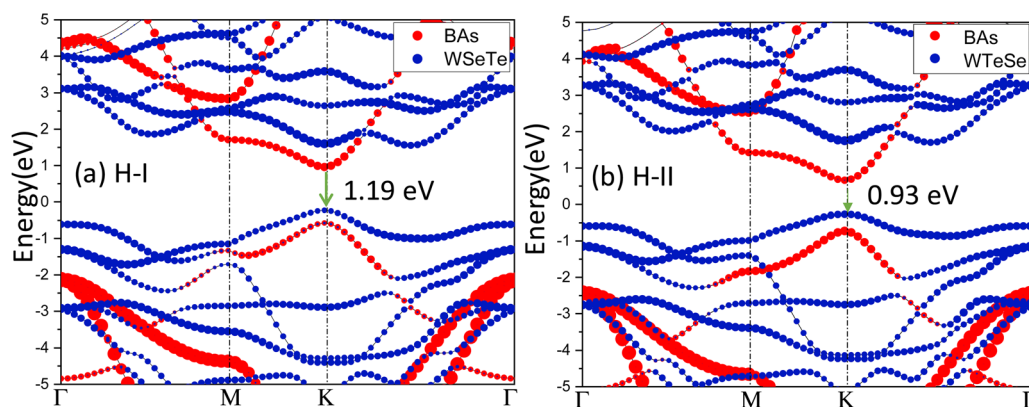 5
4
3
2
1
0
-1
-2
-3
-4
-5
Energy(eV)
BAs
WSeTe
(a) H-I
1.19 eV
Γ
M
K
Γ
5
4
3
2
1
0
-1
-2
-3
-4
-5
Energy(eV)
BAs
WTeSe
(b) H-II
0.93 eV
Γ
M
K
Γ